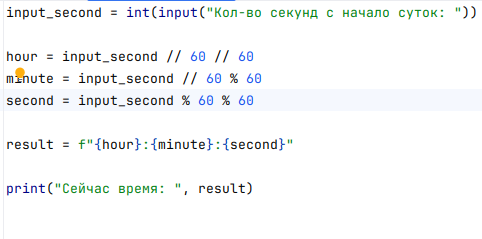 input_second = int(input("Кол-во секунд с начало суток: "))
hour = input_second // 60 // 60
minute = input_second // 60 % 60
second = input_second % 60 % 60
result = f"{hour}:{minute}:{second}"
print("Сейчас время: ", result)